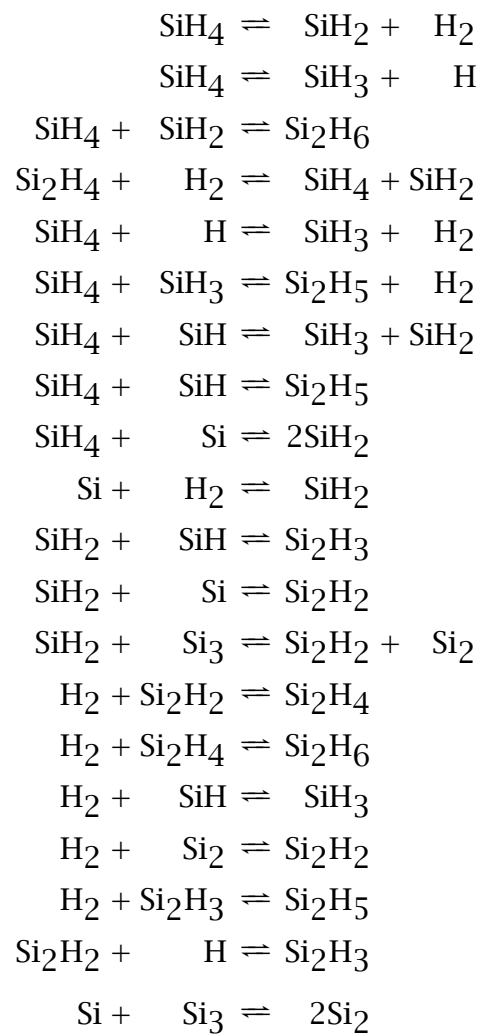 SiH₄ ⇌ SiH₂ + H₂
SiH₄ ⇌ SiH₃ + H
SiH₄ + SiH₂ ⇌ Si₂H₆
Si₂H₄ + H₂ ⇌ SiH₄ + SiH₂
SiH₄ + H ⇌ SiH₃ + H₂
SiH₄ + SiH₃ ⇌ Si₂H₅ + H₂
SiH₄ + SiH ⇌ SiH₃ + SiH₂
SiH₄ + SiH ⇌ Si₂H₅
SiH₄ + Si ⇌ 2SiH₂
Si + H₂ ⇌ SiH₂
SiH₂ + SiH ⇌ Si₂H₃
SiH₂ + Si ⇌ Si₂H₂
SiH₂ + Si₃ ⇌ Si₂H₂ + Si₂
H₂ + Si₂H₂ ⇌ Si₂H₄
H₂ + Si₂H₄ ⇌ Si₂H₆
H₂ + SiH ⇌ SiH₃
H₂ + Si₂ ⇌ Si₂H₂
H₂ + Si₂H₃ ⇌ Si₂H₅
Si₂H₂ + H ⇌ Si₂H₃
Si + Si₃ ⇌ 2Si₂